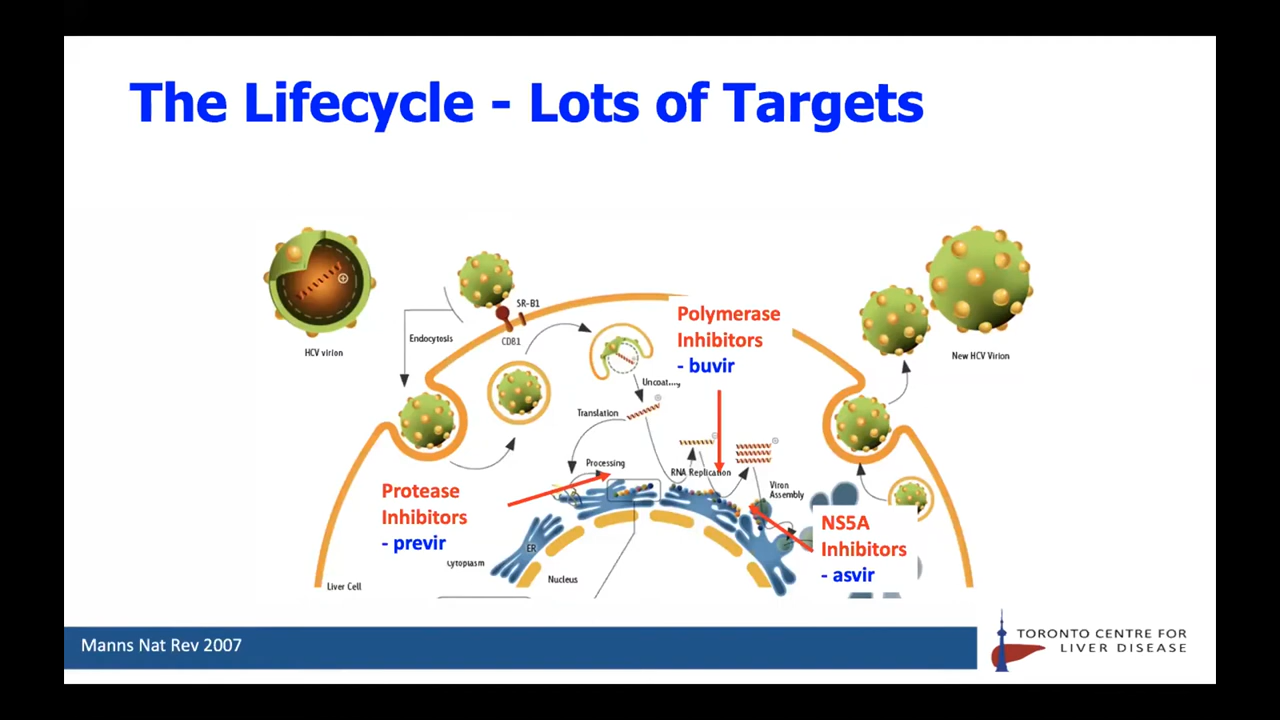 The Lifecycle - Lots of Targets
HCV virion
SR-B1
CD81
Endocytosis
Polymerase
Inhibitors
- buvir
New HCV Virion
Translation
Processing
RNA Replication
Viron
Assembly
Protease
Inhibitors
- previr
NS5A
Inhibitors
- asvir
ER
Cytoplasm
Nucleus
Liver Cell
Manns Nat Rev 2007
TORONTO CENTRE FOR
LIVER DISEASE